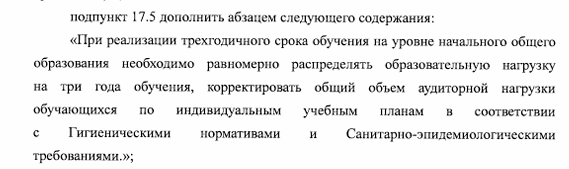 подпункт 17.5 дополнить абзацем следующего содержания:
«При реализации трехгодичного срока обучения на уровне начального общего
образования необходимо равномерно распределять образовательную нагрузку
на три года обучения, корректировать общий объем аудиторной нагрузки
обучающихся по индивидуальным учебным планам в соответствии
с Гигиеническими нормативами и Санитарно-эпидемиологическими
требованиями.»;